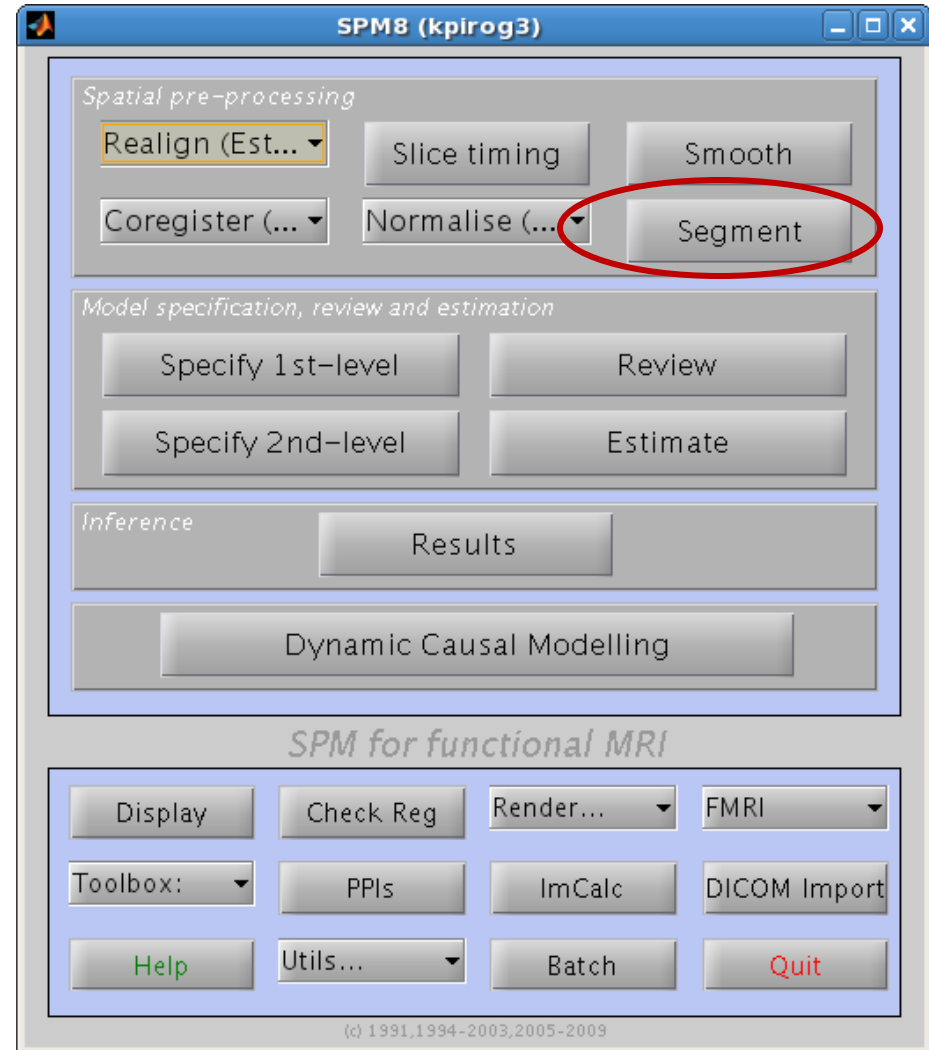 SPM8 (kpirog3)
Spatial pre-processing
Realign (Est...
Slice timing
Smooth
Coregister (...
Normalise (...
Segment
Model specification, review and estimation
Specify 1st-level
Review
Specify 2nd-level
Estimate
Inference
Results
Dynamic Causal Modelling
SPM for functional MRI
Display
Check Reg
Render...
FMRI
Toolbox:
PPIs
ImCalc
DICOM Import
Help
Utils...
Batch
Quit
(c) 1991,1994-2003,2005-2009